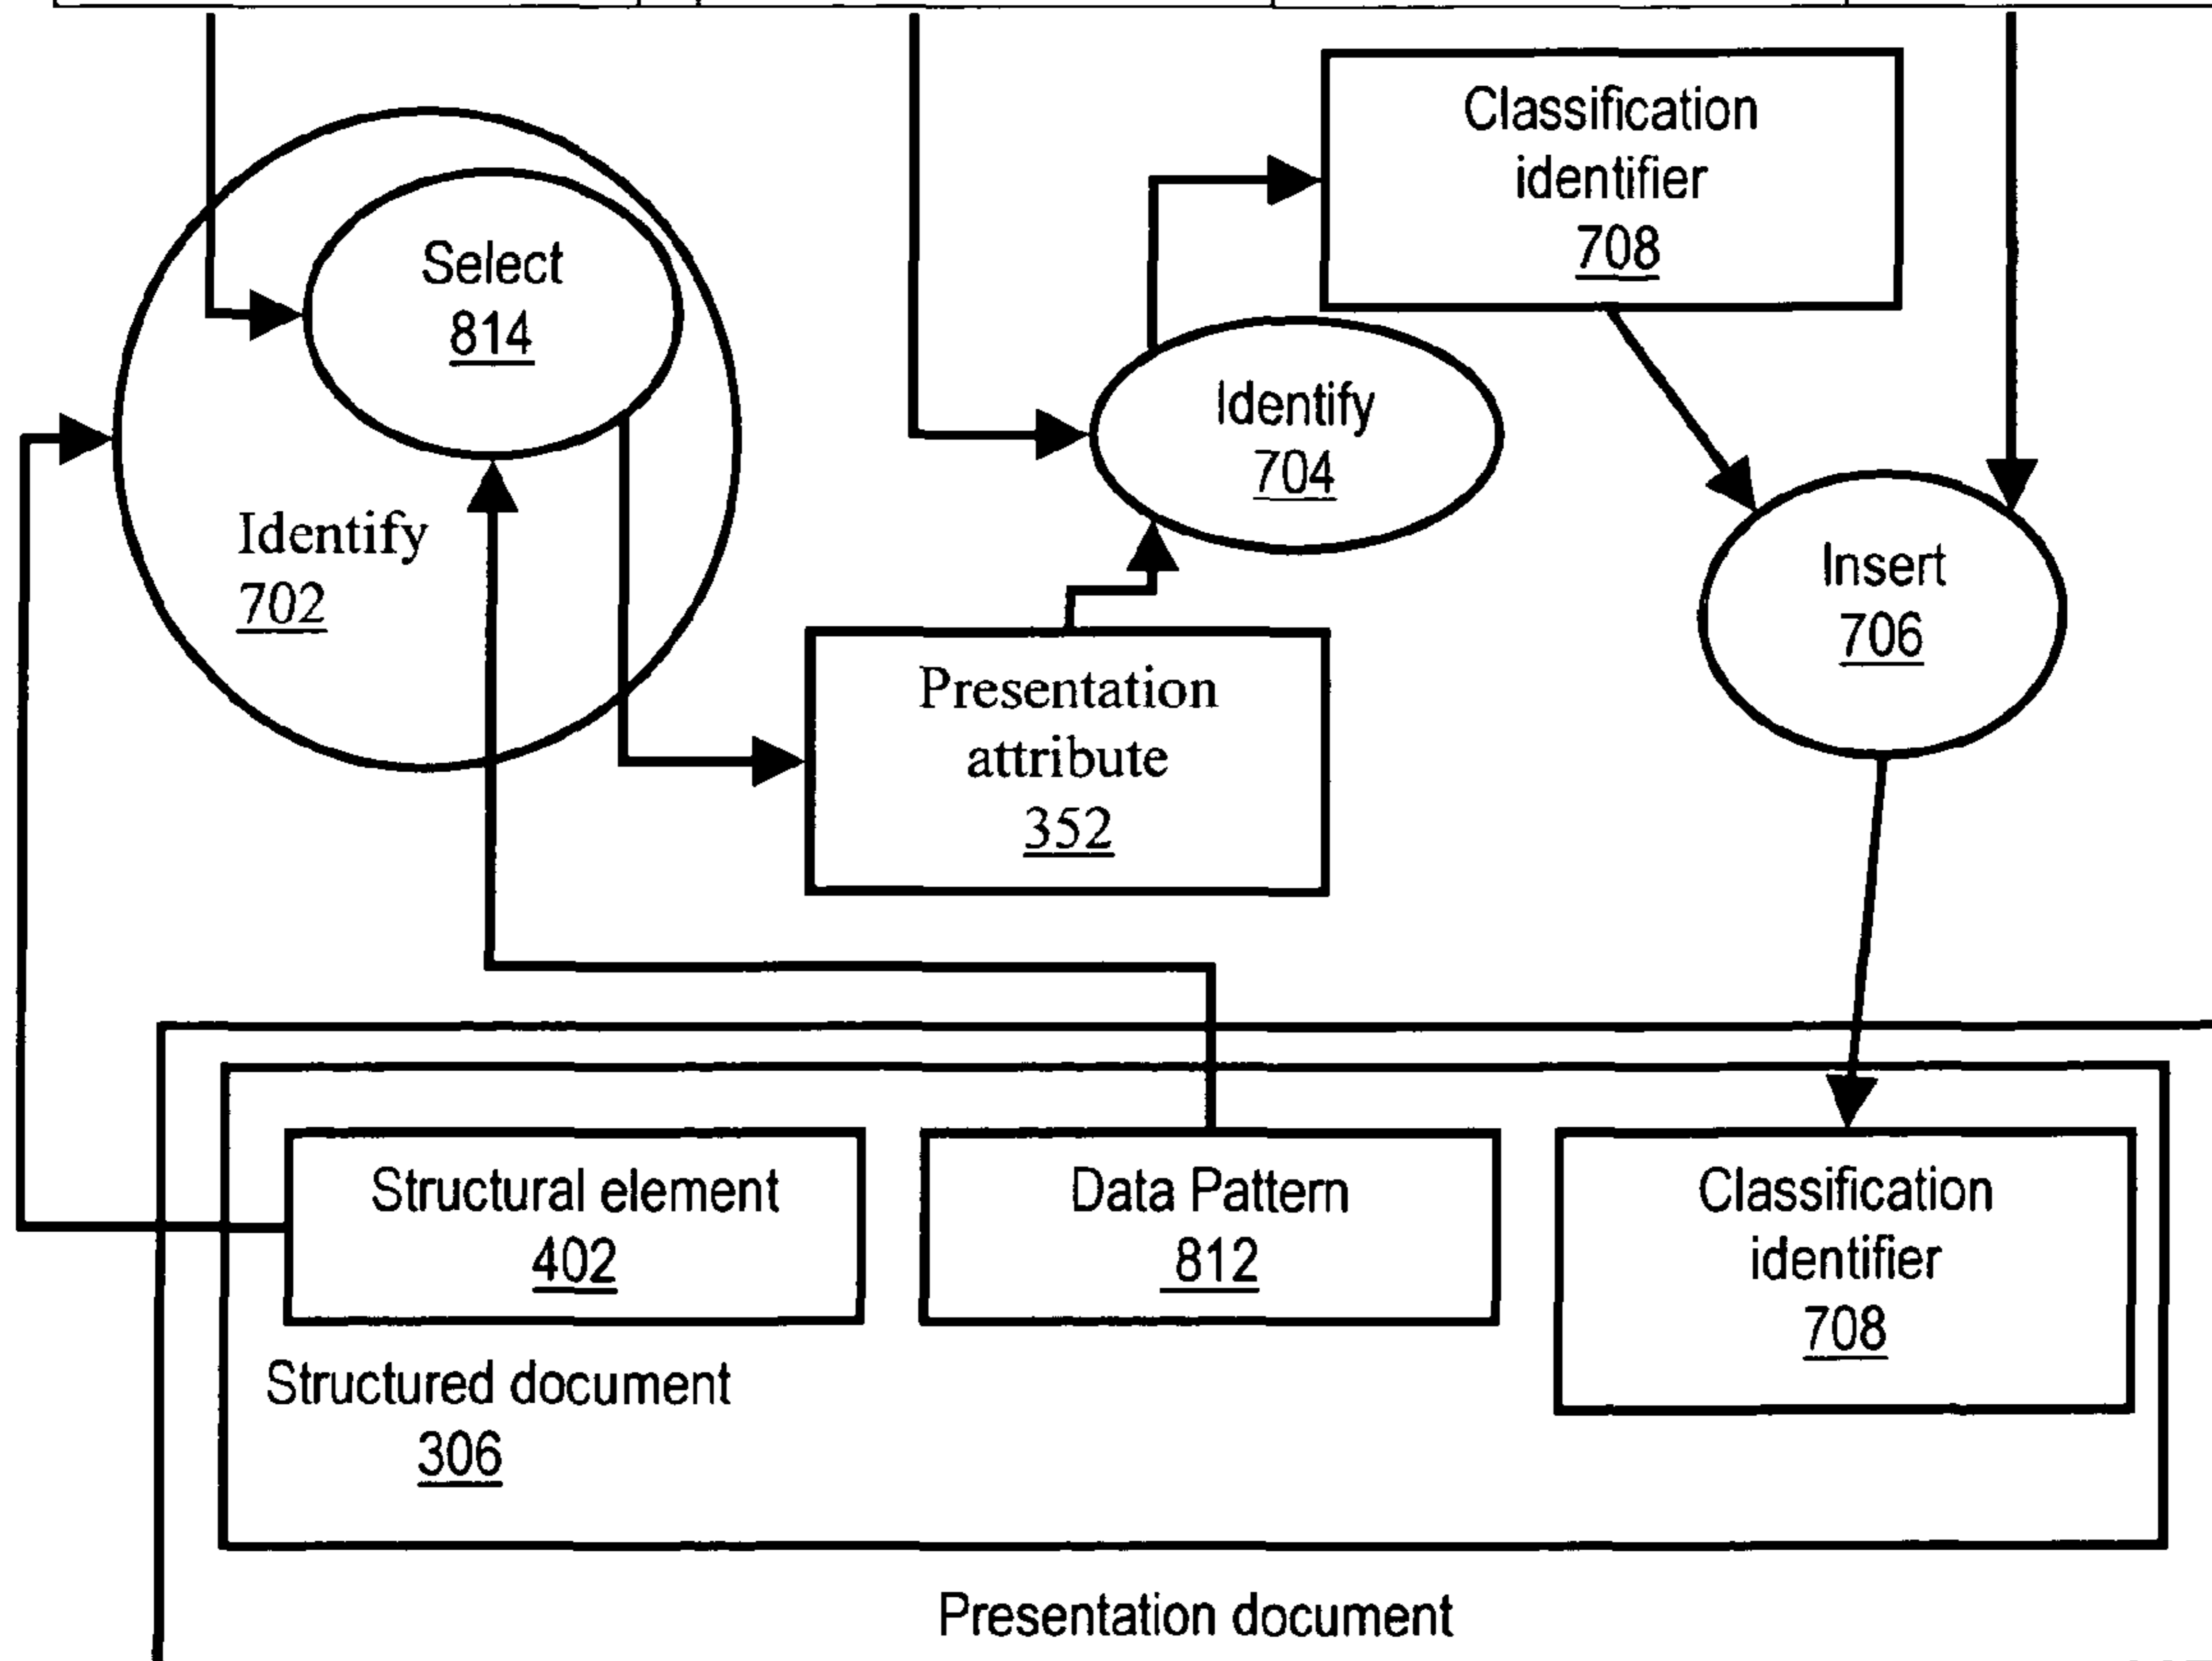 Classification
identifier
708
Select
814
Identify
704
Identify
702
Insert
706
Presentation
attribute
352
Structural element
402
Data Pattern
812
Classification
identifier
708
Structured document
306
Presentation document